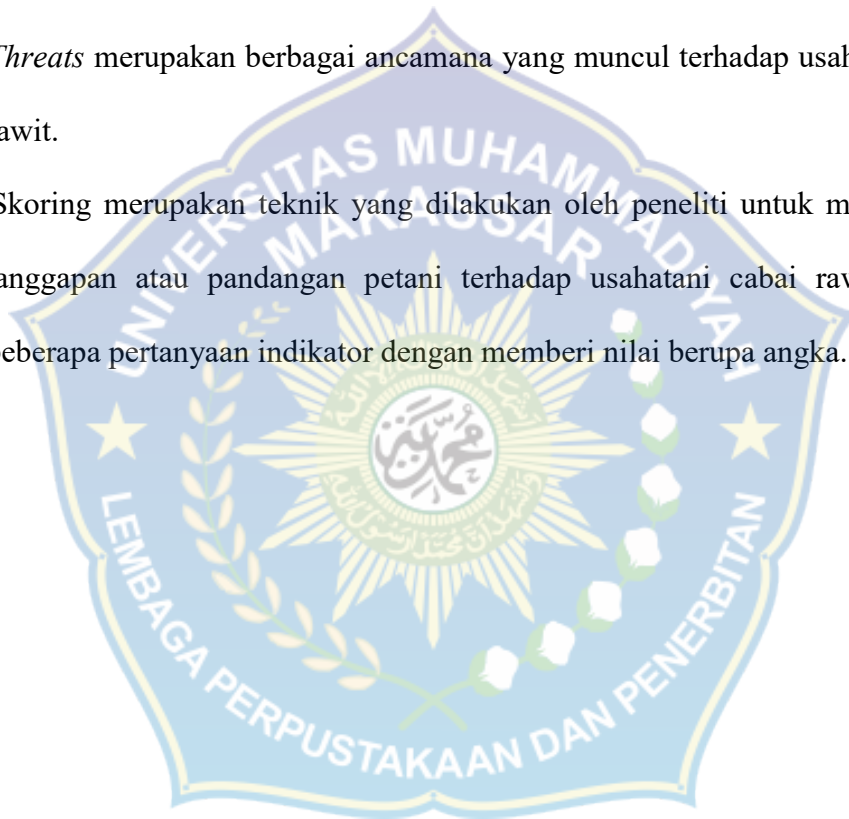 Threats merupakan berbagai ancamana yang muncul terhadap
awit.
Skoring merupakan teknik yang dilakukan oleh peneliti untuk
anggapan atau pandangan petani terhadap usahatani cabai
beberapa pertanyaan indikator dengan memberi nilai berupa angka.
UNIVERSITAS MUHAMMADIYAH
MAKASSAR
LEMBAGA PERPUSTAKAAN DAN PENERBITAN
محمد